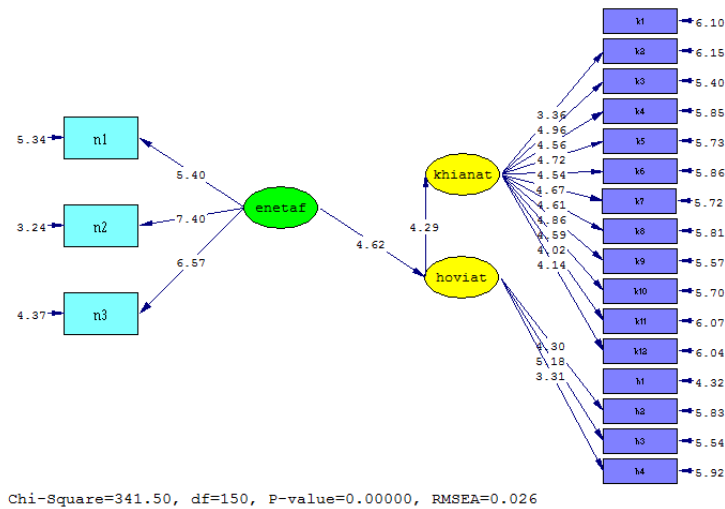 k1 6.10
k2 6.15
k3 5.40
k4 5.85
k5 5.73
k6 5.86
k7 5.72
k8 5.81
k9 5.57
k10 5.70
k11 6.07
k12 6.04
h1 4.32
h2 5.83
h3 5.54
h4 5.92
3.36
4.96
4.56
4.72
4.54
4.67
4.61
4.86
4.59
4.02
4.14
4.30
5.18
3.31
khianat
4.29
hoviat
4.62
enetaf
5.40
7.40
6.57
5.34 n1
3.24 n2
4.37 n3
Chi-Square=341.50, df=150, P-value=0.00000, RMSEA=0.026